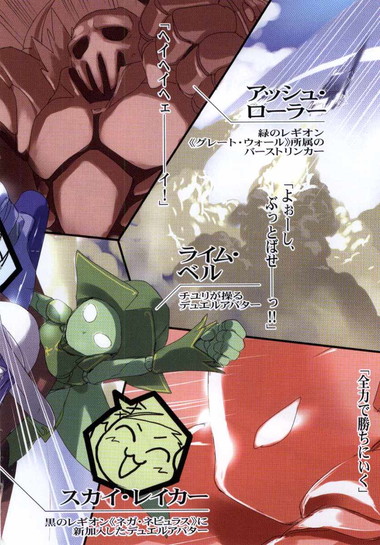 『ヘイヘイヘェ
――イ！』
アッシュ・
ローラー
緑のレギオン
《グレート・ウォール》所属の
バーストリンカー
『よぉーし、
ぶっとばせーっ!!』
ライム・
ベル
チユリが操る
デュエルアバター
『全力で勝ちにいく』
スカイ・レイカー
黒のレギオン《ネガ・ネビュラス》に
新加入したデュエルアバター